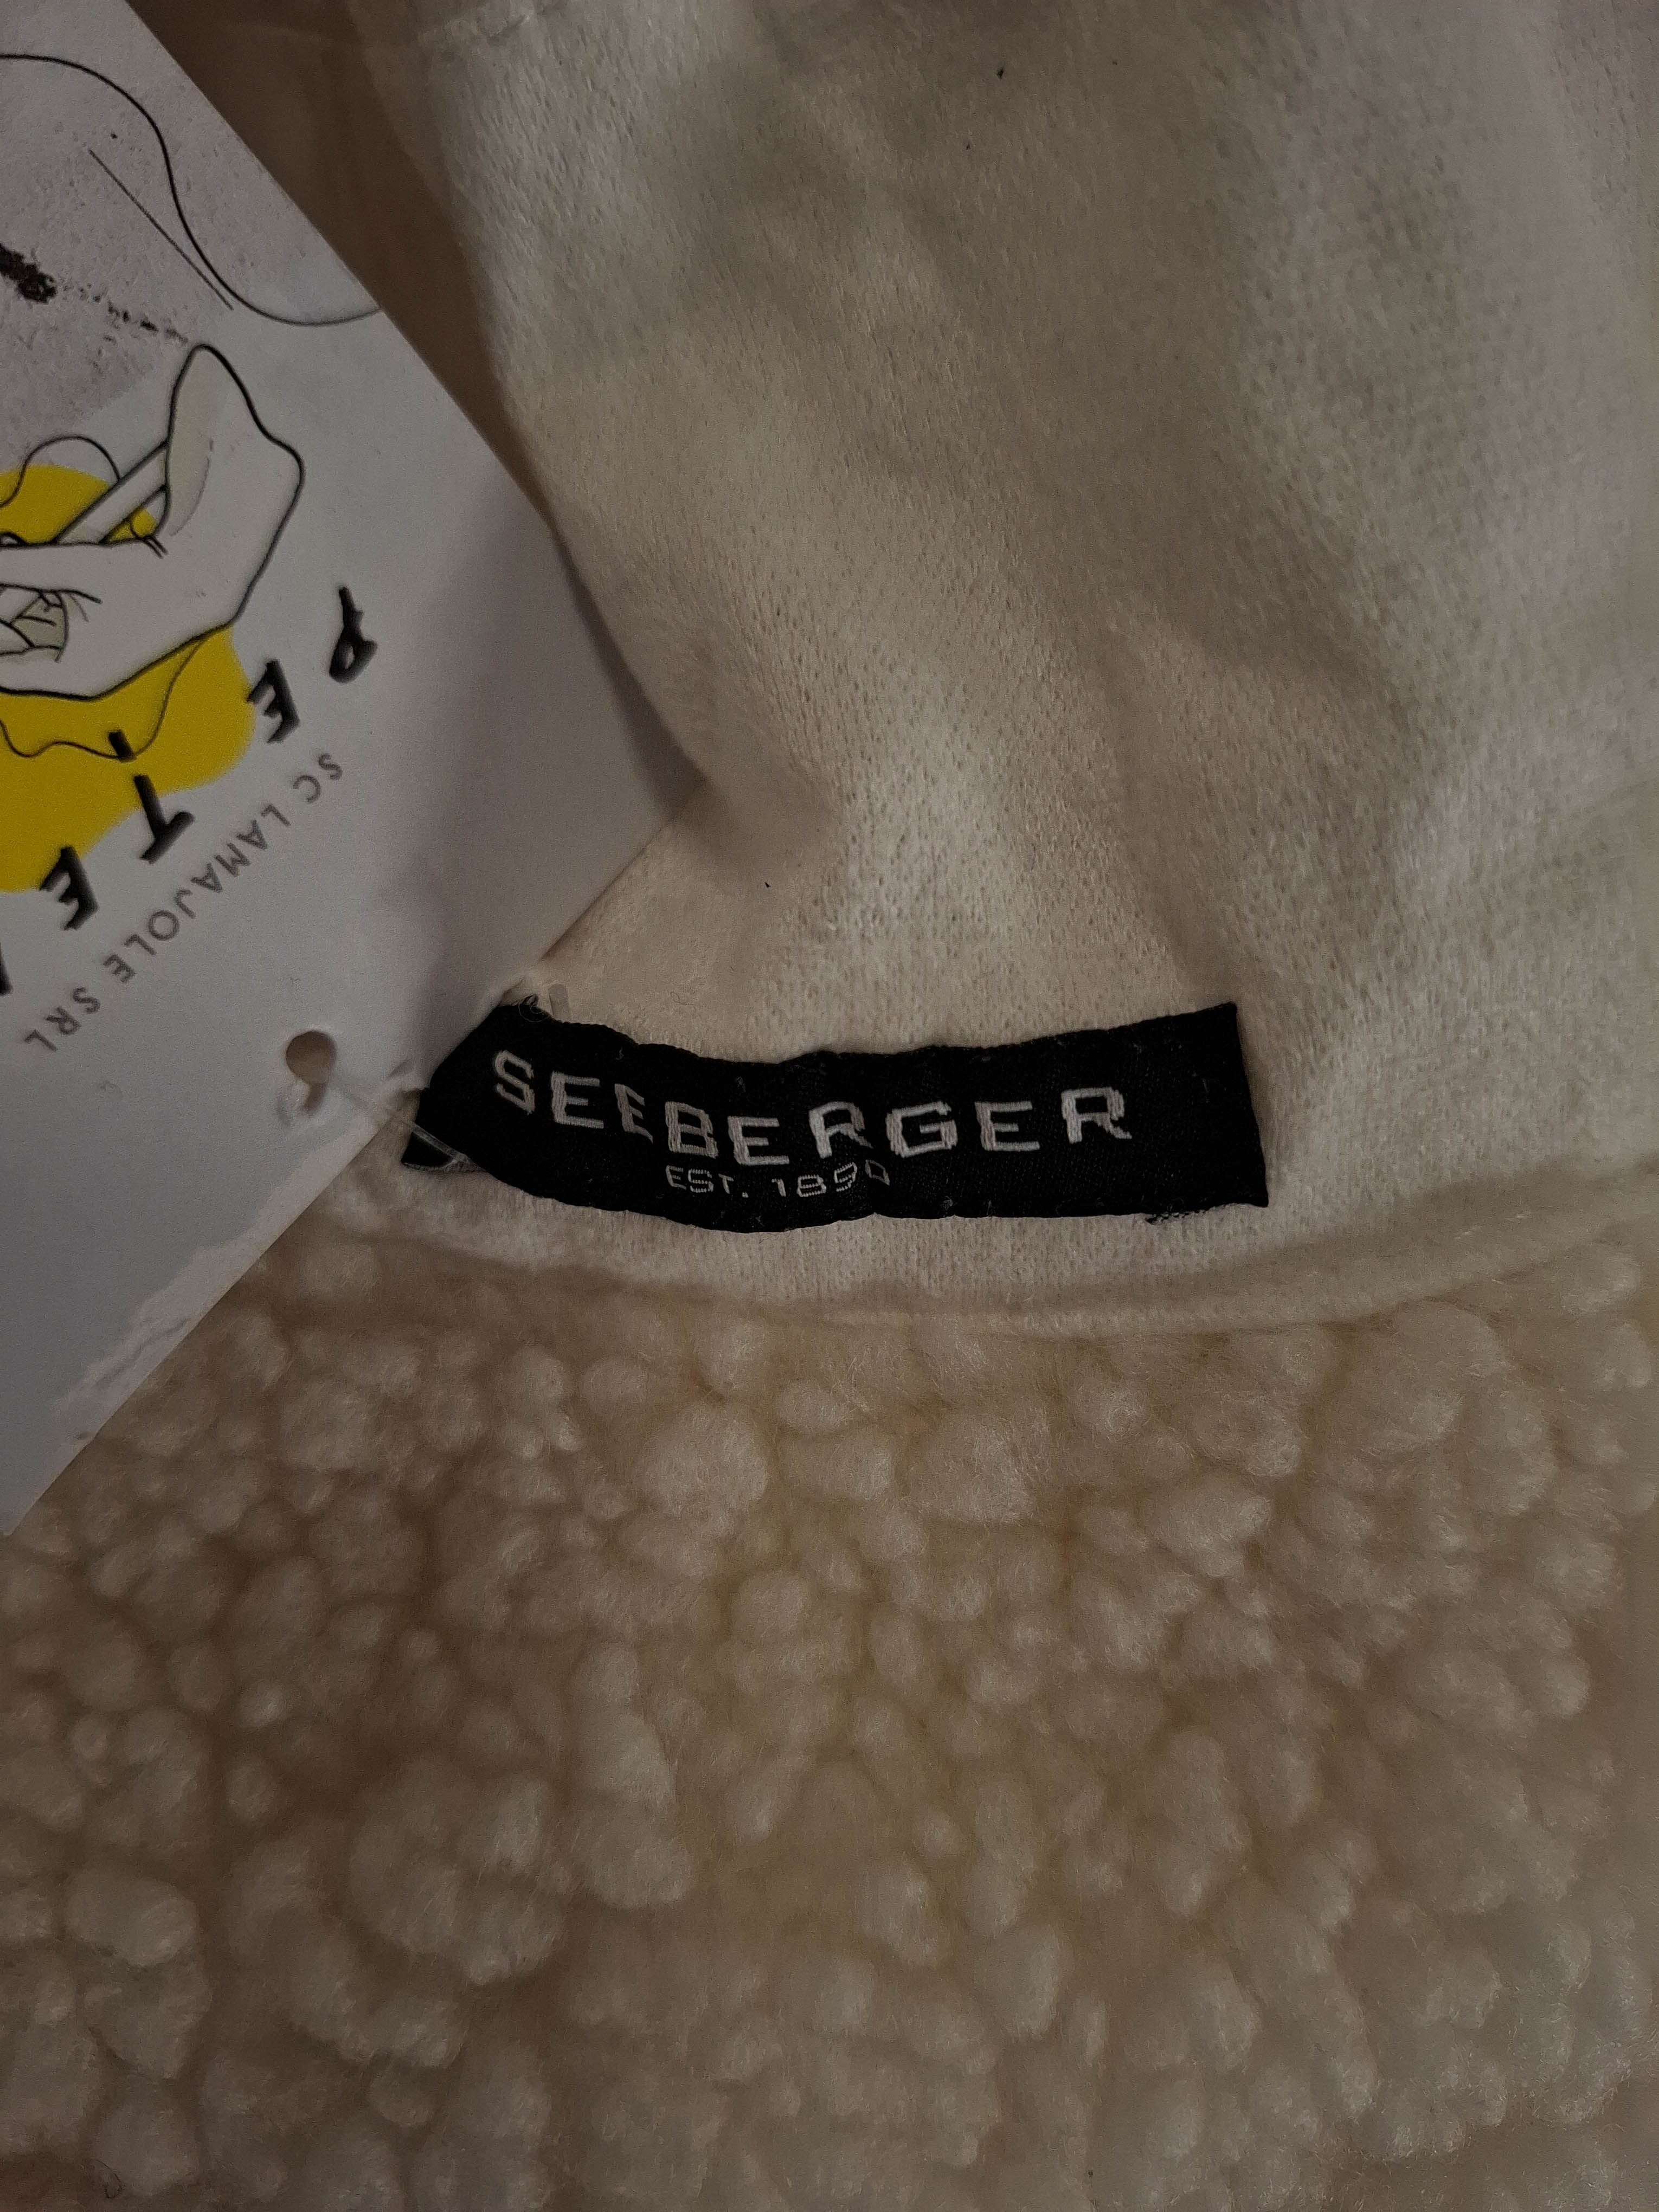 SEEBERGER
EST. 1890
SC LAMAJOLE SRL